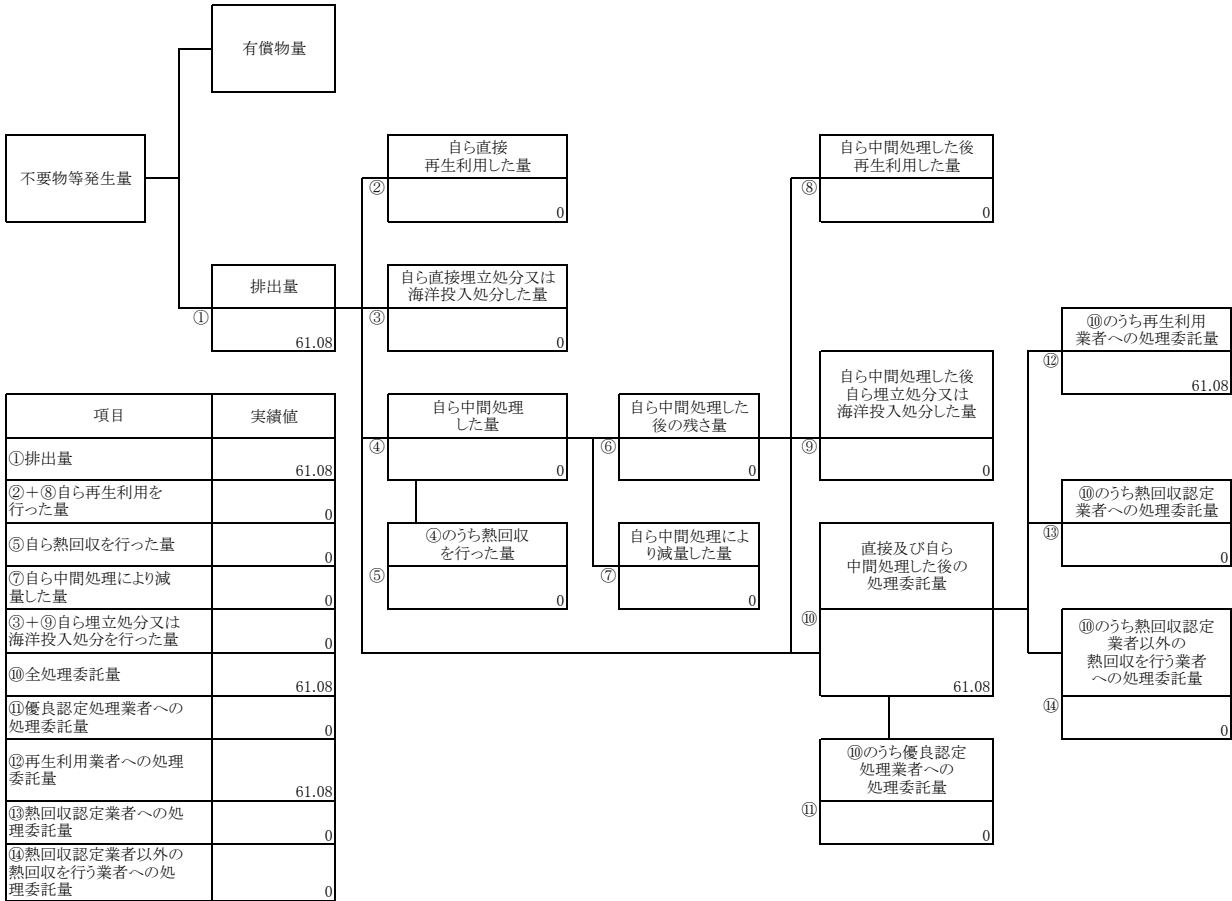 有償物量
不要物等発生量
自ら直接
再生利用した量
②
0
自ら中間処理した後
再生利用した量
⑧
0
排出量
①
61.08
自ら直接埋立処分又は
海洋投入処分した量
③
0
⑩のうち再生利用
業者への処理委託量
⑫
61.08
自ら中間処理
した量
④
0
自ら中間処理した
後の残さ量
⑥
0
自ら中間処理した後
自ら埋立処分又は
海洋投入処分した量
⑨
0
⑩のうち熱回収認定
業者への処理委託量
⑬
0
④のうち熱回収
を行った量
⑤
0
自ら中間処理によ
り減量した量
⑦
0
直接及び自ら
中間処理した後の
処理委託量
⑩
61.08
⑩のうち熱回収認定
業者以外の
熱回収を行う業者
への処理委託量
⑭
0
⑩のうち優良認定
処理業者への
処理委託量
⑪
0
項目 実績値
①排出量 61.08
②+⑧自ら再生利用を
行った量 0
⑤自ら熱回収を行った量 0
⑦自ら中間処理により減
量した量 0
③+⑨自ら埋立処分又は
海洋投入処分を行った量 0
⑩全処理委託量 61.08
⑪優良認定処理業者への
処理委託量 0
⑫再生利用業者への処理
委託量 61.08
⑬熱回収認定業者への処
理委託量 0
⑭熱回収認定業者以外の
熱回収を行う業者への処
理委託量 0